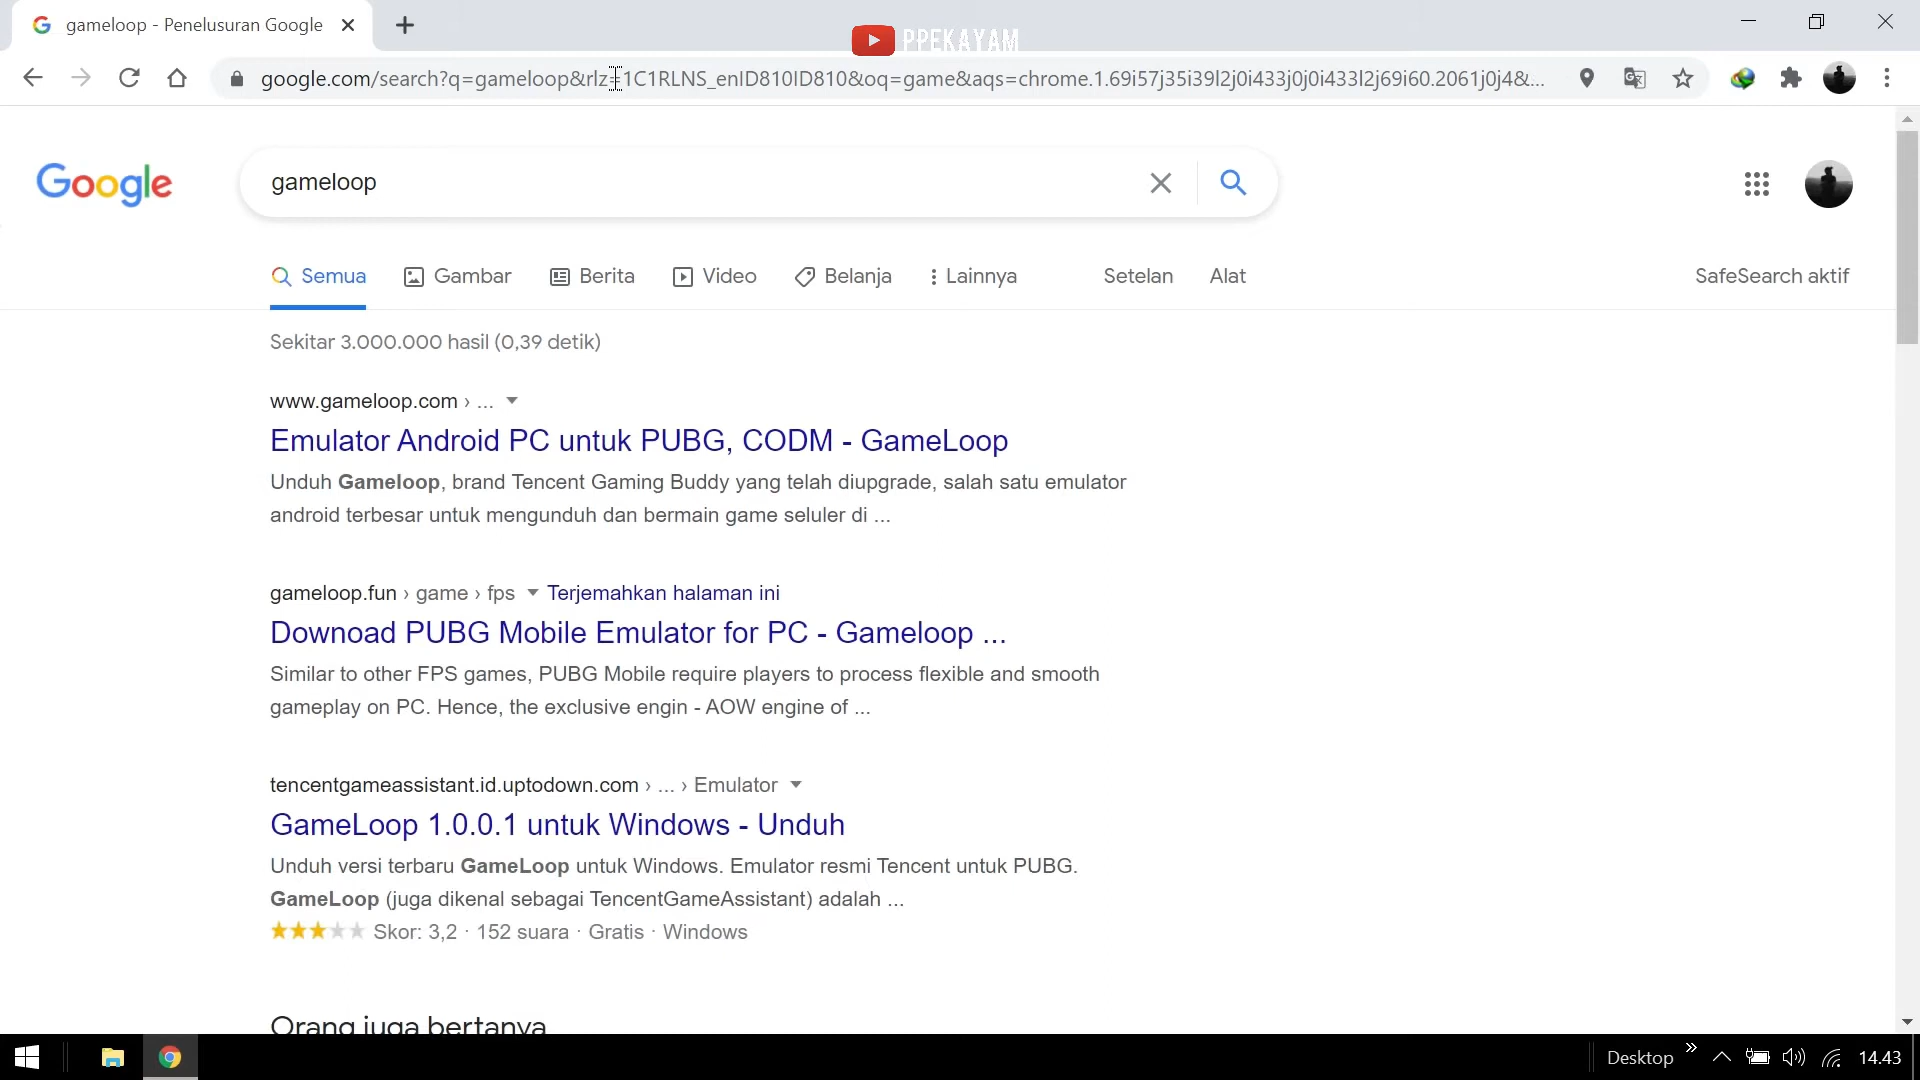 gameloop - Penelusuran Google
PPEKAYAM
google.com/search?q=gameloop&rlz=1C1RLNS_enID810ID810&oq=game&aqs=chrome.1.69i57j35i39l2j0i433j0j0i433l2j69i60.2061j0j4&...
Google
gameloop
Semua Gambar Berita Video Belanja Lainnya Setelan Alat SafeSearch aktif
Sekitar 3.000.000 hasil (0,39 detik)
www.gameloop.com › ...
Emulator Android PC untuk PUBG, CODM - GameLoop
Unduh Gameloop, brand Tencent Gaming Buddy yang telah diupgrade, salah satu emulator
android terbesar untuk mengunduh dan bermain game seluler di ...
gameloop.fun › game › fps Terjemahkan halaman ini
Downoad PUBG Mobile Emulator for PC - Gameloop ...
Similar to other FPS games, PUBG Mobile require players to process flexible and smooth
gameplay on PC. Hence, the exclusive engin - AOW engine of ...
tencentgameassistant.id.uptodown.com › ... › Emulator
GameLoop 1.0.0.1 untuk Windows - Unduh
Unduh versi terbaru GameLoop untuk Windows. Emulator resmi Tencent untuk PUBG.
GameLoop (juga dikenal sebagai TencentGameAssistant) adalah ...
Skor: 3,2 · 152 suara · Gratis · Windows
Orang juga bertanya
Desktop 14.43